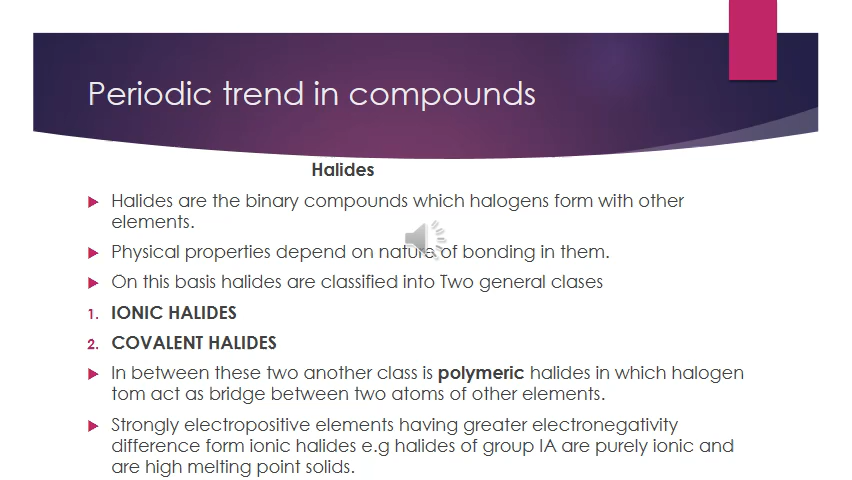 Periodic trend in compounds
Halides
Halides are the binary compounds which halogens form with other
elements.
Physical properties depend on nature of bonding in them.
On this basis halides are classified into Two general clases
1. IONIC HALIDES
2. COVALENT HALIDES
In between these two another class is polymeric halides in which halogen
tom act as bridge between two atoms of other elements.
Strongly electropositive elements having greater electronegativity
difference form ionic halides e.g halides of group IA are purely ionic and
are high melting point solids.